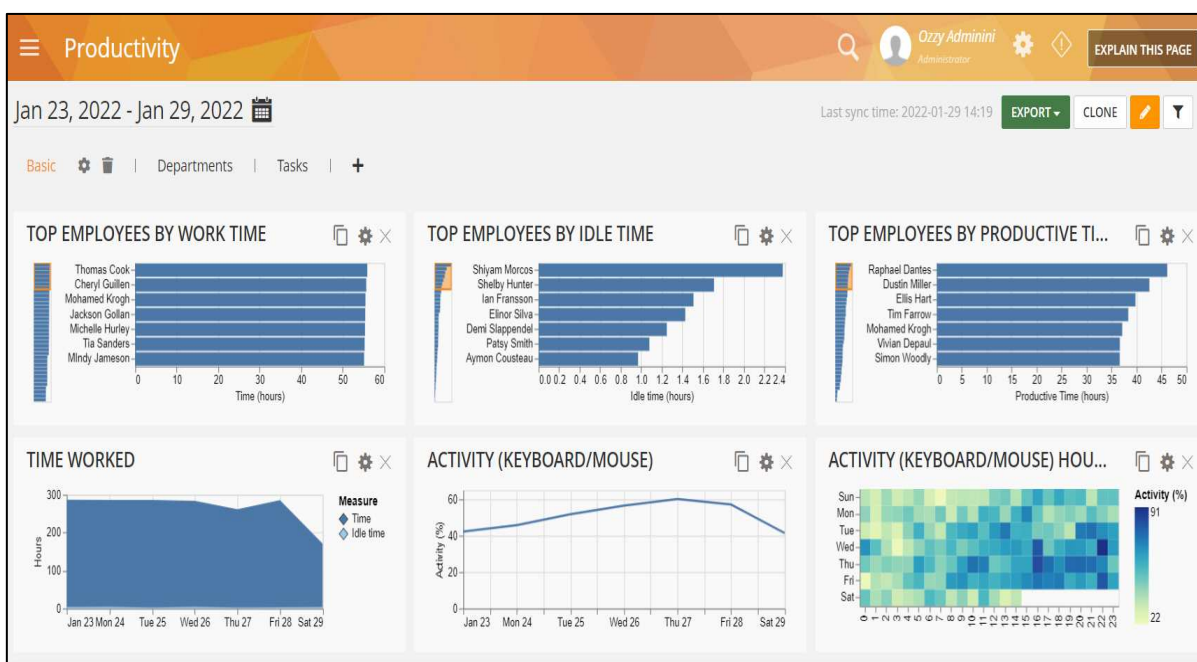 Productivity
Ozzy Adminini
Administrator
EXPLAIN THIS PAGE
Jan 23, 2022 - Jan 29, 2022
Last sync time: 2022-01-29 14:19
EXPORT
CLONE
Basic | Departments | Tasks | +
TOP EMPLOYEES BY WORK TIME
Thomas Cook
Cheryl Guillen
Mohamed Krogh
Jackson Gollan
Michelle Hurley
Tia Sanders
Mindy Jameson
0 10 20 30 40 50 60
Time (hours)
TOP EMPLOYEES BY IDLE TIME
Shiyam Morcos
Shelby Hunter
Ian Fransson
Elinor Silva
Demi Slappendel
Patsy Smith
Aymon Cousteau
0.0 0.2 0.4 0.6 0.8 1.0 1.2 1.4 1.6 1.8 2.0 2.2 2.4
Idle time (hours)
TOP EMPLOYEES BY PRODUCTIVE TI...
Raphael Dantes
Dustin Miller
Ellis Hart
Tim Farrow
Mohamed Krogh
Vivian Depaul
Simon Woodly
0 5 10 15 20 25 30 35 40 45 50
Productive Time (hours)
TIME WORKED
300
200
100
0
Hours
Jan 23 Mon 24 Tue 25 Wed 26 Thu 27 Fri 28 Sat 29
Measure
Time
Idle time
ACTIVITY (KEYBOARD/MOUSE)
60
40
20
0
Activity (%)
Jan 23 Mon 24 Tue 25 Wed 26 Thu 27 Fri 28 Sat 29
ACTIVITY (KEYBOARD/MOUSE) HOU...
Sun
Mon
Tue
Wed
Thu
Fri
Sat
0 1 2 3 4 5 6 7 8 9 10 11 12 13 14 15 16 17 18 19 20 21 22 23
Activity (%)
91
22